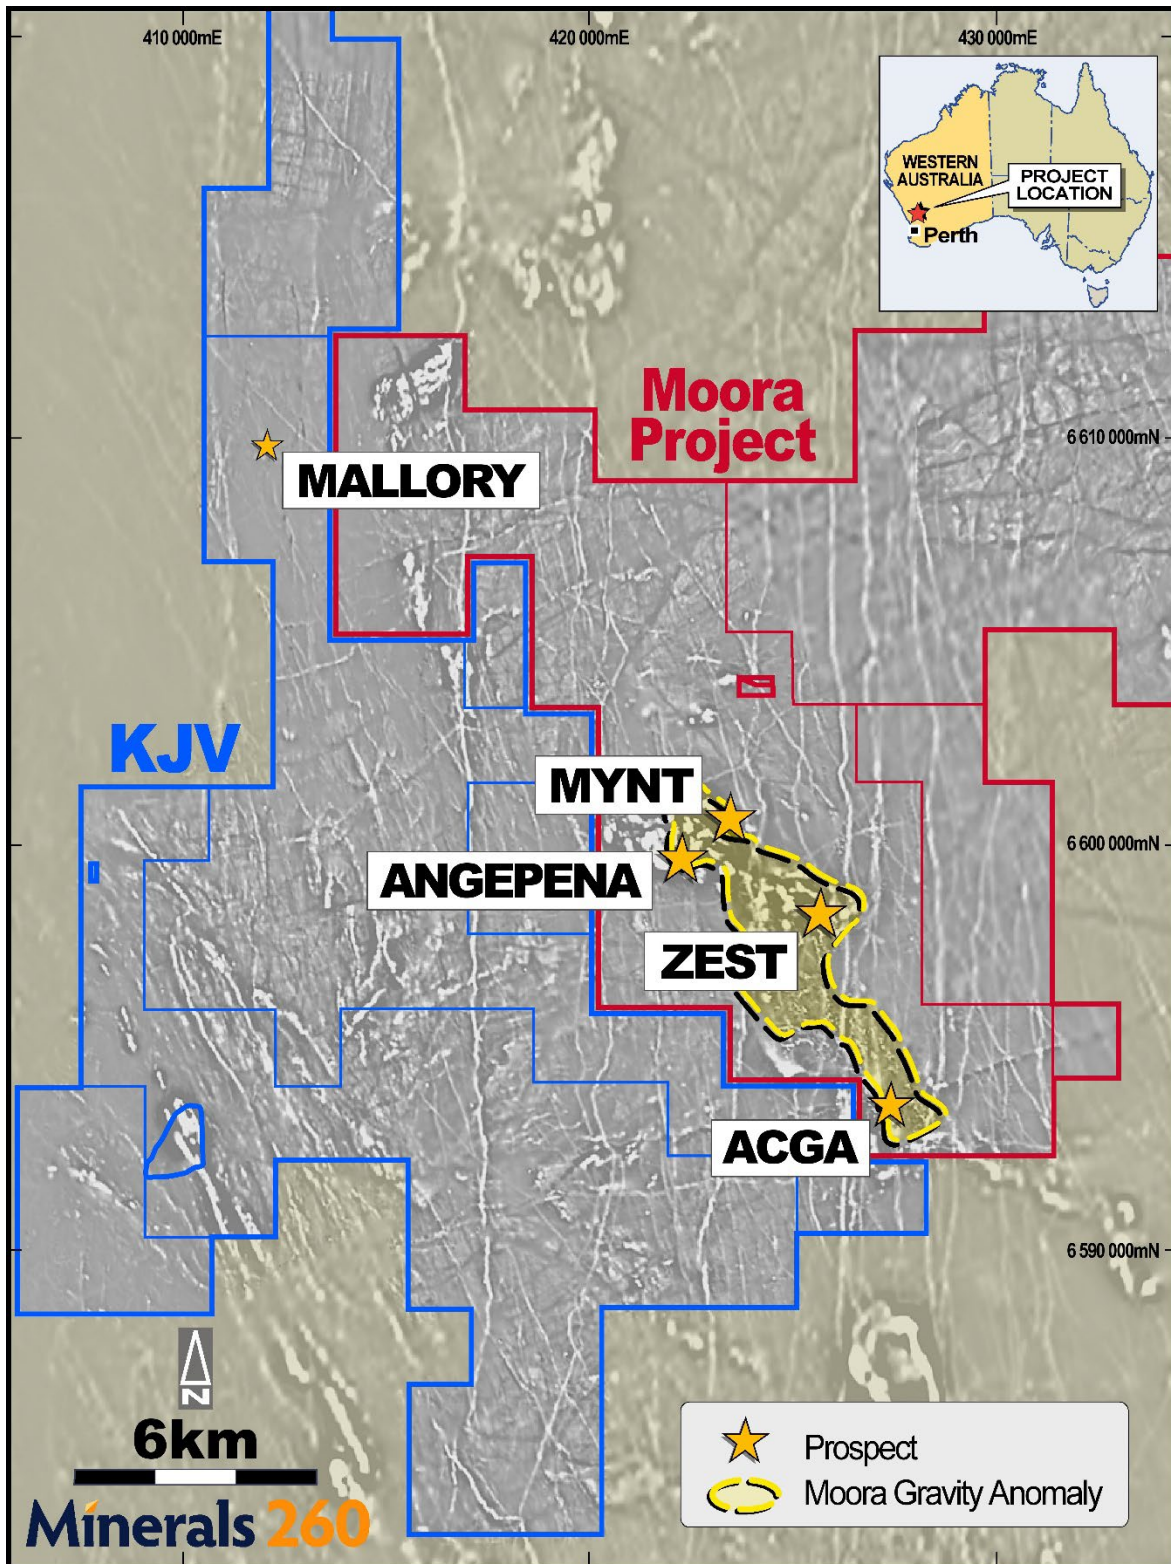 410 000mE
420 000mE
430 000mE
WESTERN
AUSTRALIA
PROJECT
LOCATION
Perth
Moora
Project
6 610 000mN
MALLORY
KJV
MYNT
6 600 000mN
ANGEPENA
ZEST
ACGA
6 590 000mN
N
6km
Minerals 260
Prospect
Moora Gravity Anomaly